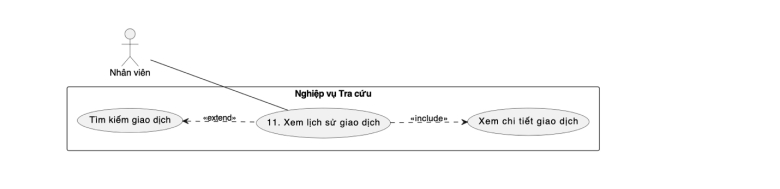 Nhân viên
Nghiệp vụ Tra cứu
Tìm kiếm giao dịch
«extend»
11. Xem lịch sử giao dịch
«include»
Xem chi tiết giao dịch